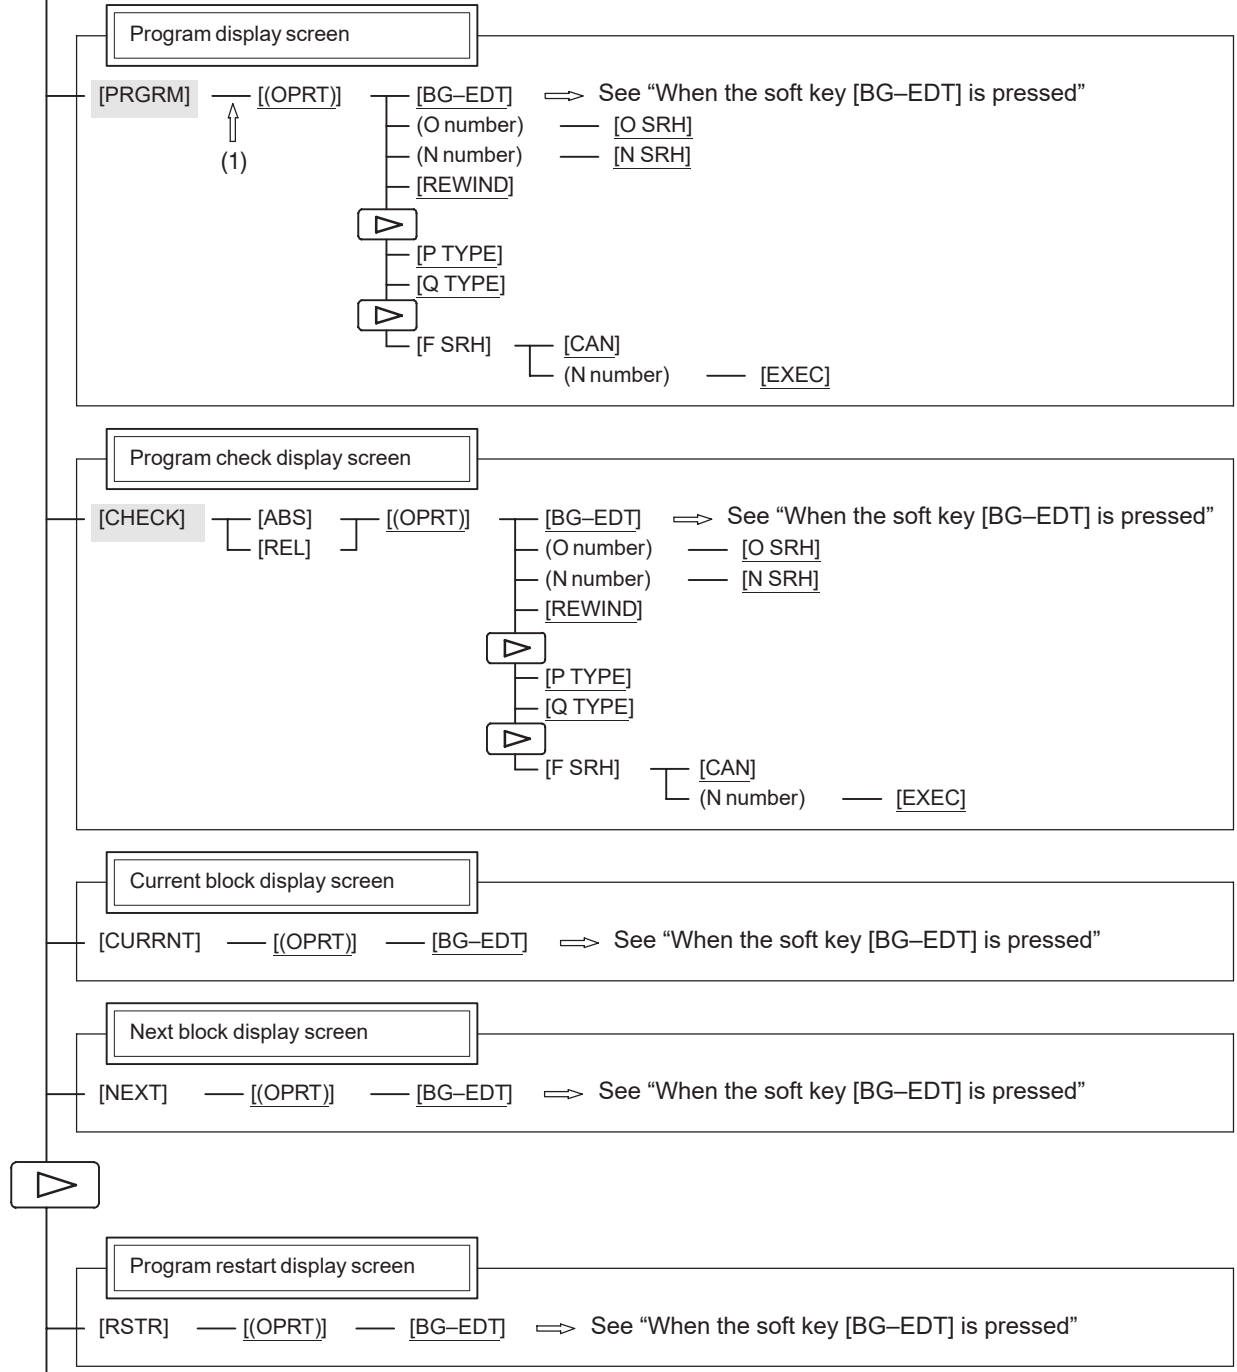 Program display screen
[PRGRM] [(OPRT)] [BG–EDT] See “When the soft key [BG–EDT] is pressed”
(O number) [O SRH]
(1) (N number) [N SRH]
[REWIND]
[P TYPE]
[Q TYPE]
[F SRH] [CAN]
(N number) [EXEC]
Program check display screen
[CHECK] [ABS] [(OPRT)] [BG–EDT] See “When the soft key [BG–EDT] is pressed”
[REL] (O number) [O SRH]
(N number) [N SRH]
[REWIND]
[P TYPE]
[Q TYPE]
[F SRH] [CAN]
(N number) [EXEC]
Current block display screen
[CURRNT] [(OPRT)] [BG–EDT] See “When the soft key [BG–EDT] is pressed”
Next block display screen
[NEXT] [(OPRT)] [BG–EDT] See “When the soft key [BG–EDT] is pressed”
Program restart display screen
[RSTR] [(OPRT)] [BG–EDT] See “When the soft key [BG–EDT] is pressed”